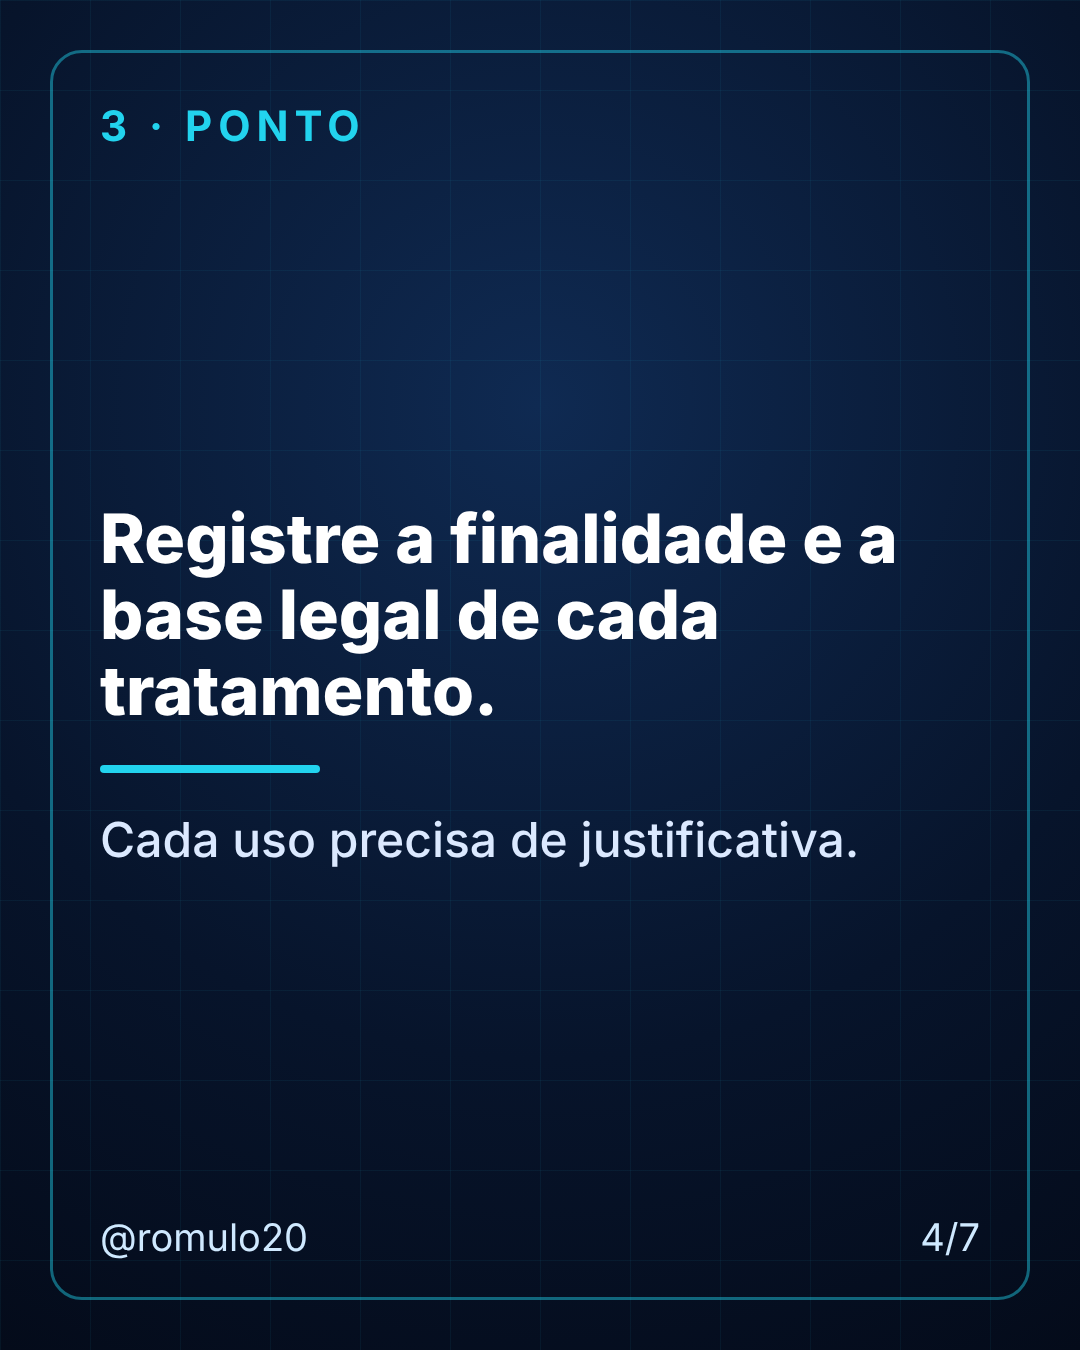 3 · PONTO
Registre a finalidade e a
base legal de cada
tratamento.
Cada uso precisa de justificativa.
@romulo20
4/7